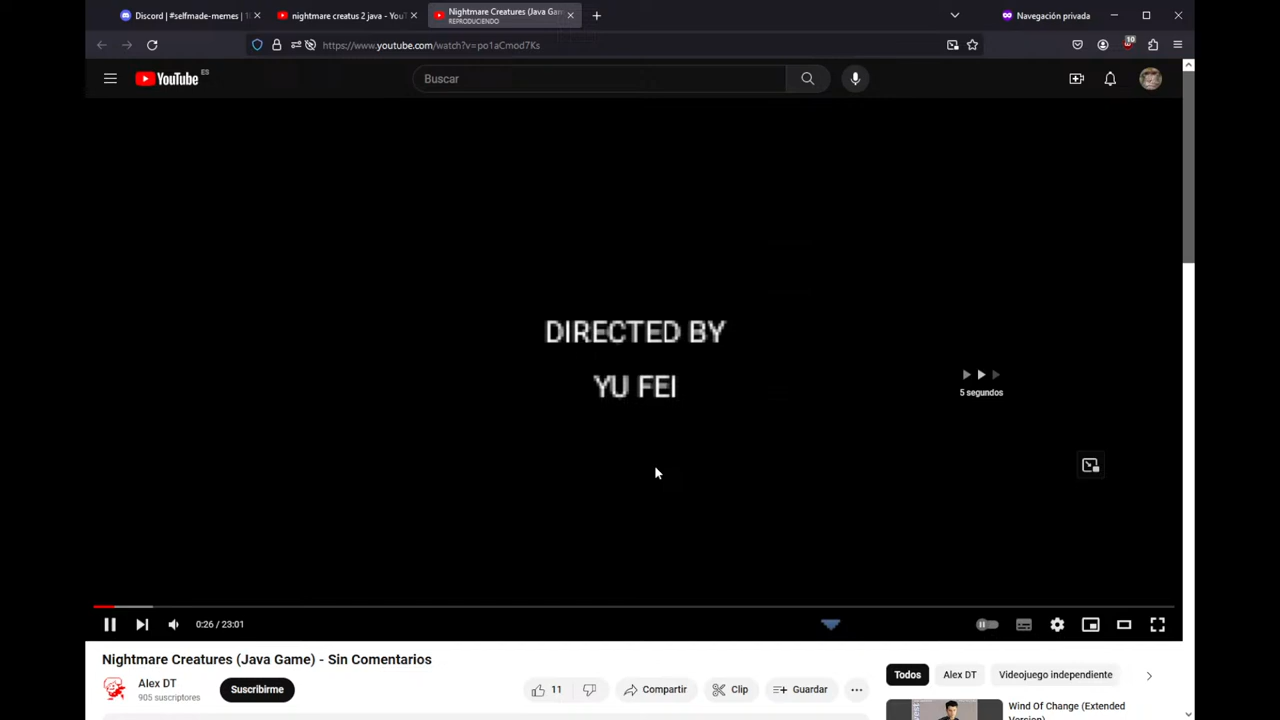 Discord | #selfmade-memes | 1
nightmare creatus 2 java - YouT
Nightmare Creatures (Java Gam
REPRODUCIENDO
Navegación privada
https://www.youtube.com/watch?v=po1aCmod7Ks
10
YouTube ES
Buscar
DIRECTED BY
YU FEI
5 segundos
0:26 / 23:01
Nightmare Creatures (Java Game) - Sin Comentarios
Alex DT
905 suscriptores
Suscribirme
11
Compartir
Clip
Guardar
Todos
Alex DT
Videojuego independiente
Wind Of Change (Extended
Version)